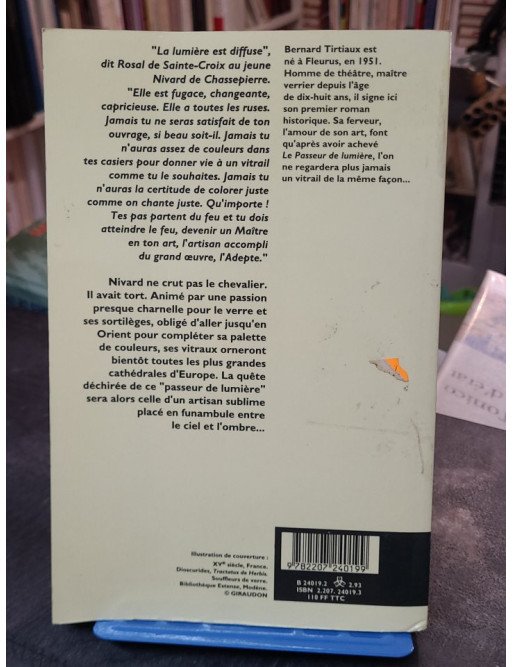 "La lumière est diffuse",
dit Rosal de Sainte-Croix au jeune
Nivard de Chassepierre.
"Elle est fugace, changeante,
capricieuse. Elle a toutes les ruses.
Jamais tu ne seras satisfait de ton
ouvrage, si beau soit-il. Jamais tu
n'auras assez de couleurs dans
tes casiers pour donner vie à un vitrail
comme tu le souhaites. Jamais tu
n'auras la certitude de colorer juste
comme on chante juste. Qu'importe !
Tes pas partent du feu et tu dois
atteindre le feu, devenir un Maître
en ton art, l'artisan accompli
du grand œuvre, l'Adepte."
Nivard ne crut pas le chevalier.
Il avait tort. Animé par une passion
presque charnelle pour le verre et
ses sortilèges, obligé d'aller jusqu'en
Orient pour compléter sa palette
de couleurs, ses vitraux orneront
bientôt toutes les plus grandes
cathédrales d'Europe. La quête
déchirée de ce "passeur de lumière"
sera alors celle d'un artisan sublime
placé en funambule entre
le ciel et l'ombre...
Bernard Tirtiaux est
né à Fleurus, en 1951.
Homme de théâtre, maître
verrier depuis l'âge
de dix-huit ans, il signe ici
son premier roman
historique. Sa ferveur,
l'amour de son art, font
qu'après avoir achevé
Le Passeur de lumière, l'on
ne regardera plus jamais
un vitrail de la même façon...
Illustration de couverture :
XVe siècle, France.
Dioscurides, Tractatus de Herbis.
Souffleurs de verre.
Bibliothèque Estense, Modène.
© GIRAUDON
9 782207 240199
B 24019.2 2.93
ISBN 2.207. 24019.3
110 FF TTC